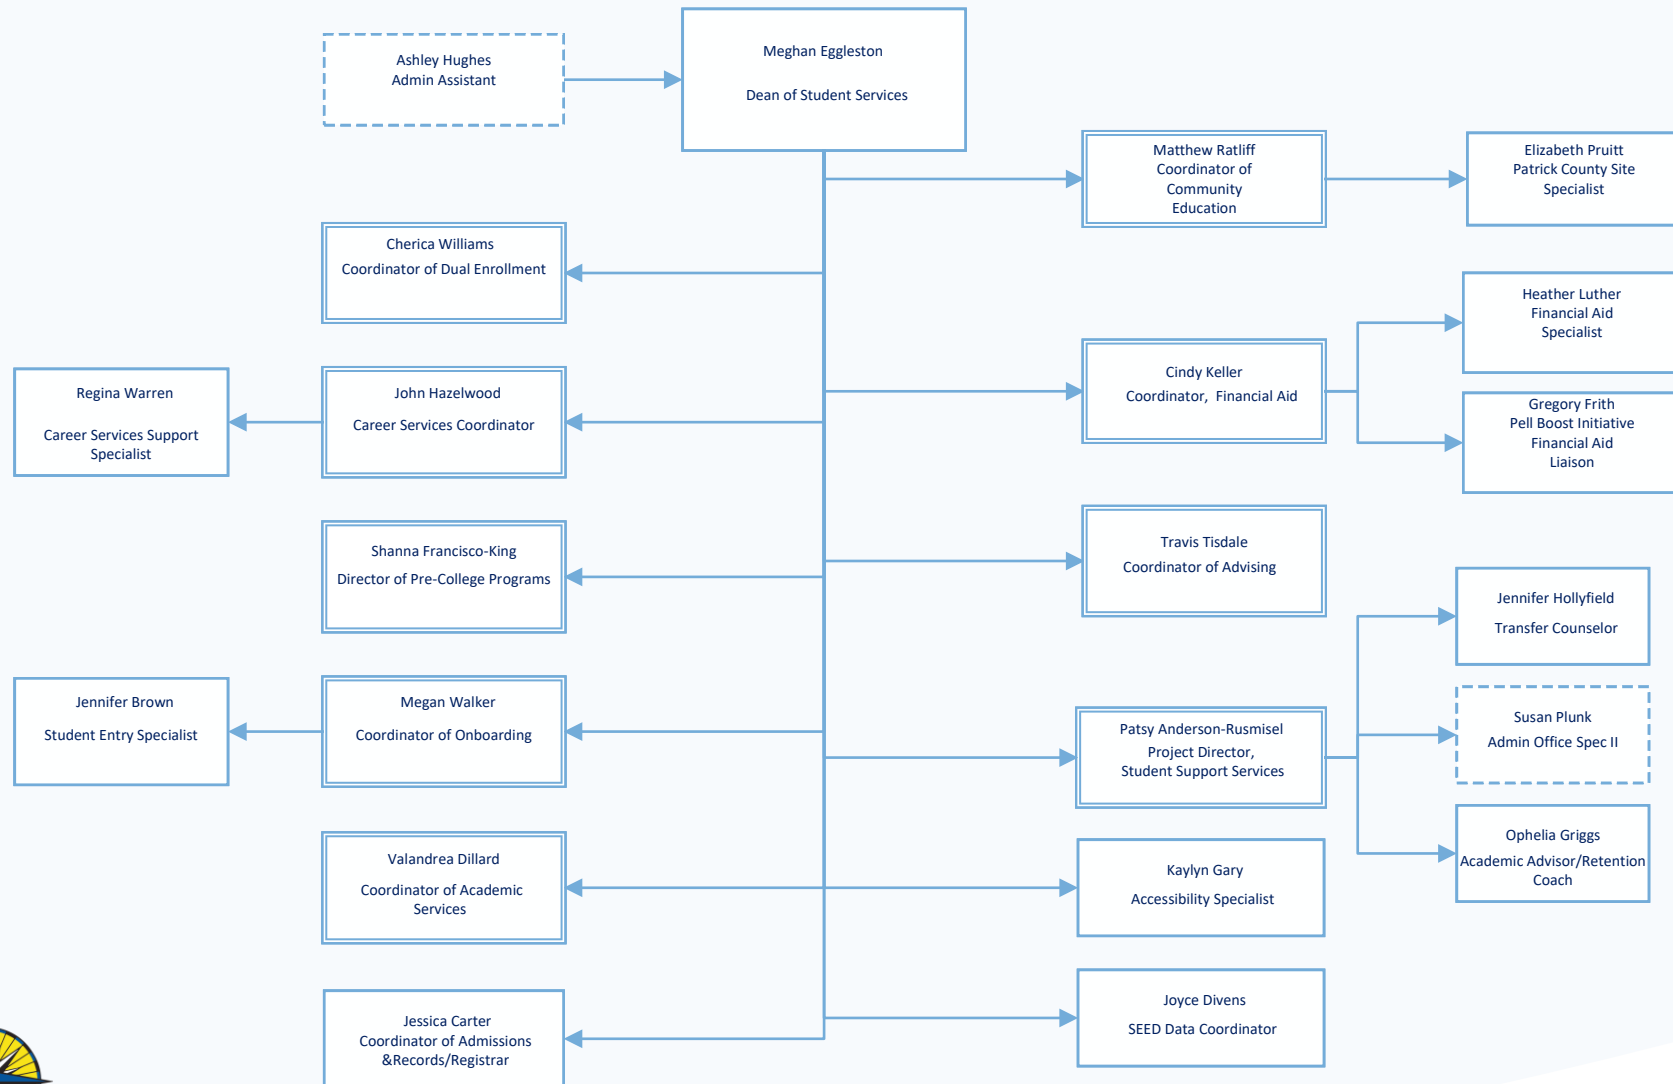 Ashley Hughes
Admin Assistant
Meghan Eggleston
Dean of Student Services
Matthew Ratliff
Coordinator of
Community
Education
Elizabeth Pruitt
Patrick County Site
Specialist
Cherica Williams
Coordinator of Dual Enrollment
Heather Luther
Financial Aid
Specialist
Regina Warren
Career Services Support
Specialist
John Hazelwood
Career Services Coordinator
Cindy Keller
Coordinator,  Financial Aid
Gregory Frith
Pell Boost Initiative
Financial Aid
Liaison
Shanna Francisco-King
Director of Pre-College Programs
Travis Tisdale
Coordinator of Advising
Jennifer Hollyfield
Transfer Counselor
Jennifer Brown
Student Entry Specialist
Megan Walker
Coordinator of Onboarding
Patsy Anderson-Rusmisel
Project Director,
Student Support Services
Susan Plunk
Admin Office Spec II
Ophelia Griggs
Academic Advisor/Retention
Coach
Valandrea Dillard
Coordinator of Academic
Services
Kaylyn Gary
Accessibility Specialist
Jessica Carter
Coordinator of Admissions
&Records/Registrar
Joyce Divens
SEED Data Coordinator